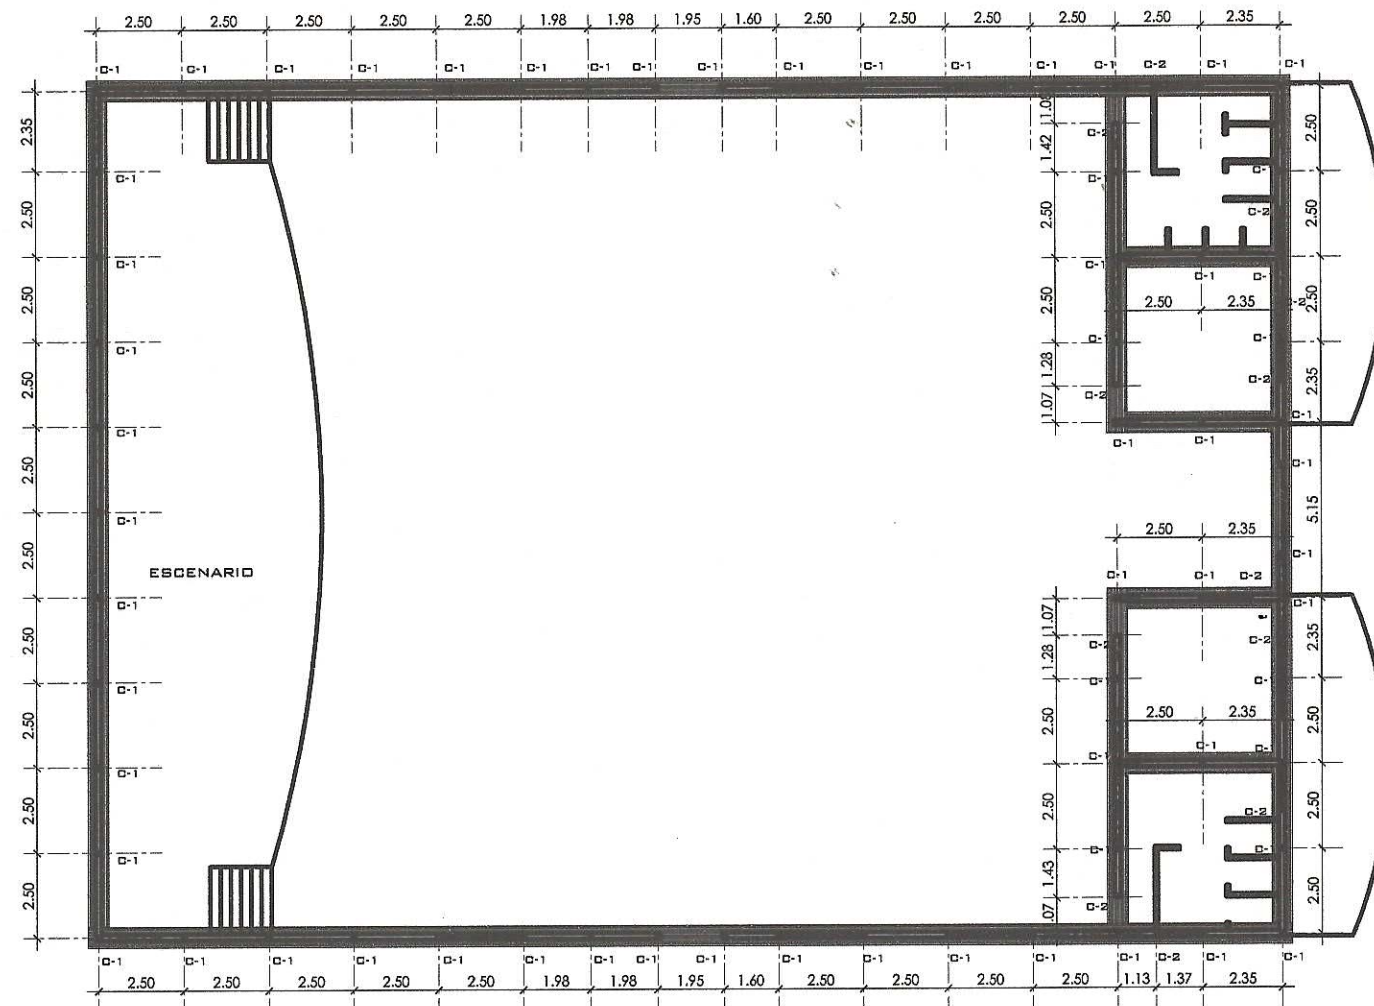 2.50 2.50 2.50 2.50 2.50 1.98 1.98 1.95 1.60 2.50 2.50 2.50 2.50 2.50 2.35
C-1 C-1 C-1 C-1 C-1 C-1 C-1 C-1 C-1 C-1 C-1 C-1 C-1 C-1 C-2 C-1 C-1
2.35 1.42 C-2 2.50
C-1 C-
C-2
2.50 2.50 2.50
C-1 C-1 C-1 C-
2.50 2.50 2.50 2.35 C-2 2.50
C-1 C- C-
1.28 C-2 2.35
2.50 1.07 C-2 C-1
C-1 C-1 C-1
2.50 C-1
5.15
C-1 2.50 2.35
2.50 C-1
ESCENARIO C-1 C-1 C-2
C-1 1.07 C-1
2.50 1.28 C-2 C-2 2.35
C-1 C- C-
2.50 2.50 2.50 2.35 2.50
C-1 C-1 C-1 C-
2.50 2.50 C-2 2.50
C-1 C- C-1
2.50 1.43 2.50
.07 C-2
C-1 C-1 C-1 C-1 C-1 C-1 C-1 C-1 C-1 C-1 C-1 C-1 C-1 C-1 C-2 C-1 C-1
2.50 2.50 2.50 2.50 2.50 1.98 1.98 1.95 1.60 2.50 2.50 2.50 2.50 1.13 1.37 2.35